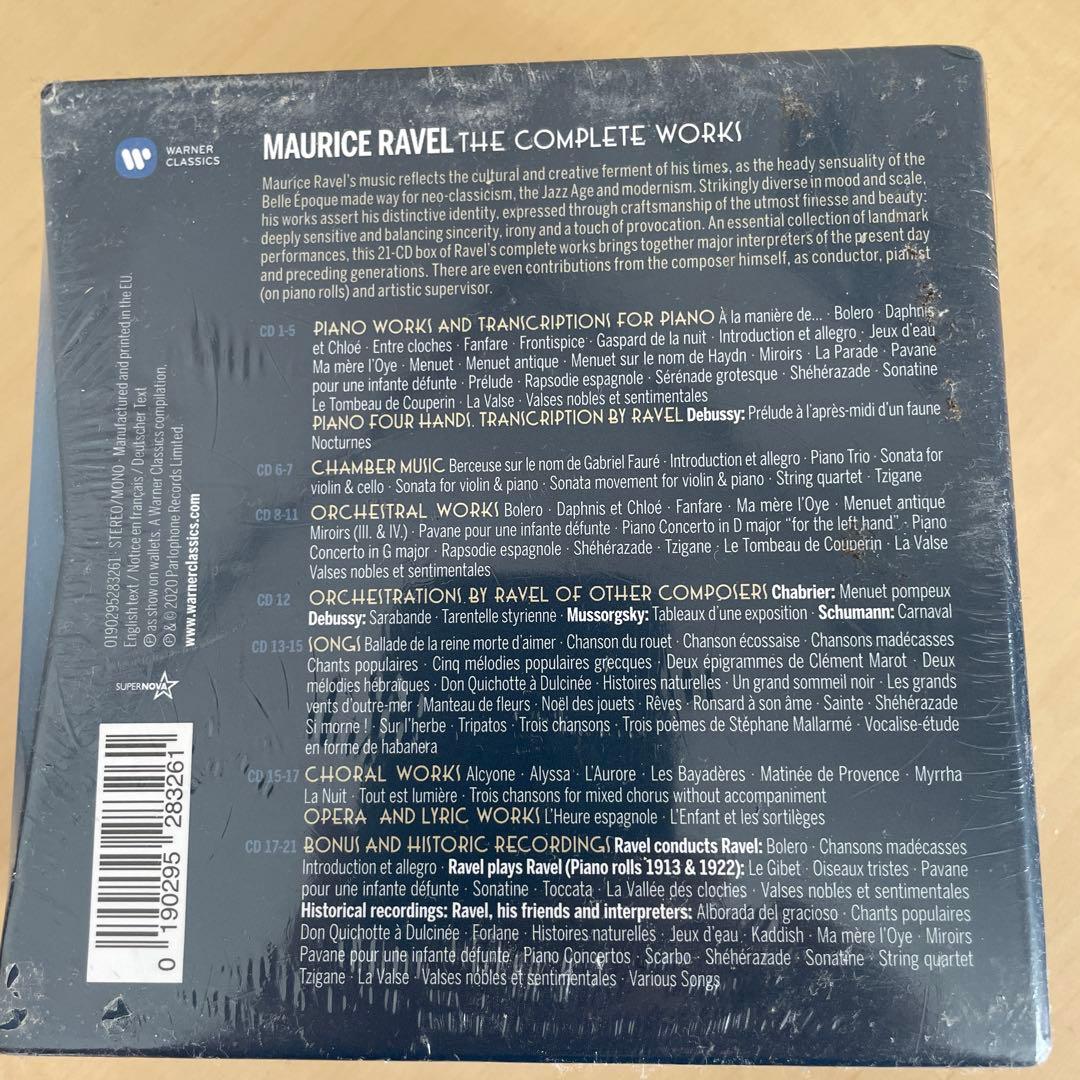 WARNER
CLASSICS
MAURICE RAVEL THE COMPLETE WORKS
Maurice Ravel's music reflects the cultural and creative ferment of his times, as the heady sensuality of the
Belle Époque made way for neo-classicism, the Jazz Age and modernism. Strikingly diverse in mood and scale,
his works assert his distinctive identity, expressed through craftsmanship of the utmost finesse and beauty:
deeply sensitive and balancing sincerity, irony and a touch of provocation. An essential collection of landmark
performances, this 21-CD box of Ravel's complete works brings together major interpreters of the present day
and preceding generations. There are even contributions from the composer himself, as conductor, pianist
(on piano rolls) and artistic supervisor.
CD 1-5 PIANO WORKS AND TRANSCRIPTIONS FOR PIANO À la manière de... · Bolero · Daphnis
et Chloé · Entre cloches · Fanfare · Frontispice · Gaspard de la nuit · Introduction et allegro · Jeux d'eau
Ma mère l'Oye · Menuet · Menuet antique · Menuet sur le nom de Haydn · Miroirs · La Parade · Pavane
pour une infante défunte · Prélude · Rapsodie espagnole · Sérénade grotesque · Shéhérazade · Sonatine
Le Tombeau de Couperin · La Valse · Valses nobles et sentimentales
PIANO FOUR HANDS, TRANSCRIPTION BY RAVEL Debussy: Prélude à l'après-midi d'un faune
Nocturnes
CD 6-7 CHAMBER MUSIC Berceuse sur le nom de Gabriel Fauré · Introduction et allegro · Piano Trio · Sonata for
violin & cello · Sonata for violin & piano · Sonata movement for violin & piano · String quartet · Tzigane
CD 8-11 ORCHESTRAL WORKS Bolero · Daphnis et Chloé · Fanfare · Ma mère l'Oye · Menuet antique
Miroirs (III. & IV.) · Pavane pour une infante défunte · Piano Concerto in D major "for the left hand" · Piano
Concerto in G major · Rapsodie espagnole · Shéhérazade · Tzigane · Le Tombeau de Couperin · La Valse
Valses nobles et sentimentales
CD 12 ORCHESTRATIONS BY RAVEL OF OTHER COMPOSERS Chabrier: Menuet pompeux
Debussy: Sarabande · Tarentelle styrienne · Mussorgsky: Tableaux d'une exposition · Schumann: Carnaval
CD 13-15 SONGS Ballade de la reine morte d'aimer · Chanson du rouet · Chanson écossaise · Chansons madécasses
Chants populaires · Cinq mélodies populaires grecques · Deux épigrammes de Clément Marot · Deux
mélodies hébraïques · Don Quichotte à Dulcinée · Histoires naturelles · Un grand sommeil noir · Les grands
vents d'outre-mer · Manteau de fleurs · Noël des jouets · Rêves · Ronsard à son âme · Sainte · Shéhérazade
Si morne ! · Sur l'herbe · Tripatos · Trois chansons · Trois poèmes de Stéphane Mallarmé · Vocalise-étude
en forme de habanera
CD 15-17 CHORAL WORKS Alcyone · Alyssa · L'Aurore · Les Bayadères · Matinée de Provence · Myrrha
La Nuit · Tout est lumière · Trois chansons for mixed chorus without accompaniment
OPERA AND LYRIC WORKS L'Heure espagnole · L'Enfant et les sortilèges
CD 17-21 BONUS AND HISTORIC RECORDINGS Ravel conducts Ravel: Bolero · Chansons madécasses
Introduction et allegro · Ravel plays Ravel (Piano rolls 1913 & 1922): Le Gibet · Oiseaux tristes · Pavane
pour une infante défunte · Sonatine · Toccata · La Vallée des cloches · Valses nobles et sentimentales
Historical recordings: Ravel, his friends and interpreters: Alborada del gracioso · Chants populaires
Don Quichotte à Dulcinée · Forlane · Histoires naturelles · Jeux d'eau · Kaddish · Ma mère l'Oye · Miroirs
Pavane pour une infante défunte · Piano Concertos · Scarbo · Shéhérazade · Sonatine · String quartet
Tzigane · La Valse · Valses nobles et sentimentales · Various Songs
0190295283261 · STEREO/MONO · Manufactured and printed in the EU.
English text / Notice en français / Deutscher Text
℗ as show on wallets. A Warner Classics compilation,
℗ & © 2020 Parlophone Records Limited.
www.warnerclassics.com
SUPERNOVA
0 190295 283261